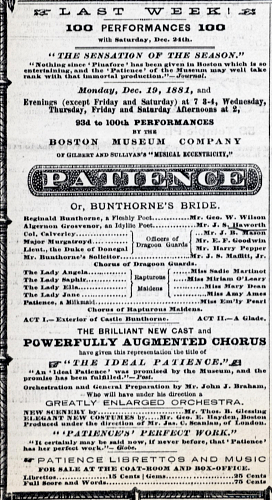 LAST WEEK!
100 PERFORMANCES 100
with Saturday, Dec. 24th.
"THE SENSATION OF THE SEASON."
"Nothing since 'Pinafore' has been given in Boston which is so
entertaining, and the 'Patience' at the Museum may well take
rank with that immortal production."—Journal.
Monday, Dec. 19, 1881, and
Evenings (except Friday and Saturday) at 7 3-4, Wednesday,
Thursday, Friday and Saturday Afternoons at 2,
93d to 100th PERFORMANCES
BY THE
BOSTON MUSEUM COMPANY
OF GILBERT AND SULLIVAN'S "MUSICAL ECCENTRICITY,"
PATIENCE
Or, BUNTHORNE'S BRIDE.
Reginald Bunthorne, a Fleshly Poet Mr. Geo. W. Wilson
Algernon Grosvenor, an Idyllic Poet Mr. J. S. Haworth
Col. Calverley, Officers of Dragoon Guards Mr. J. B. Mason
Major Murgatroyd Mr. E. F. Goodwin
Lieut., the Duke of Donegal Mr. Harry Pepper
Mr. Bunthorne's Solicitor Mr. J. S. Maffit, Jr.
Chorus of Dragoon Guards.
The Lady Angela Rapturous Maidens Miss Sadie Martinot
The Lady Saphir Miss Miriam O'Leary
The Lady Ella Miss Mary Dean
The Lady Jane Miss Amy Ames
Patience, a Milkmaid Miss Em'ly Pearl
Chorus of Rapturous Maidens.
ACT I.—Exterior of Castle Bunthorne. ACT II.—A Glade.
THE BRILLIANT NEW CAST and
POWERFULLY AUGMENTED CHORUS
have given this representation the title of
"THE IDEAL PATIENCE."
"An 'Ideal Patience' was promised by the Museum, and the
promise has been fulfilled."—Post.
Orchestration and General Preparation by Mr. John J. Braham,
Who will have under his direction a
GREATLY ENLARGED ORCHESTRA.
NEW SCENERY by Mr. Thos. B. Glessing
ELEGANT NEW COSTUMES by Mr. Geo. E. Hayden, Boston
Produced under the direction of Mr. Jas. C. Scanlan, of London.
"PATIENCE'S" PERFECT WORK.
"It certainly may be said now, if never before, that 'Patience'
has her perfect work."—Globe.
PATIENCE LIBRETTOS AND MUSIC
FOR SALE AT THE COAT-ROOM AND BOX-OFFICE.
Librettos 15 Cents | Gems 25 Cents
Full Score and Words 75 Cents